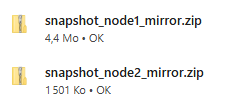 snapshot_node1_mirror.zip
4,4 Mo • OK
snapshot_node2_mirror.zip
1 501 Ko • OK